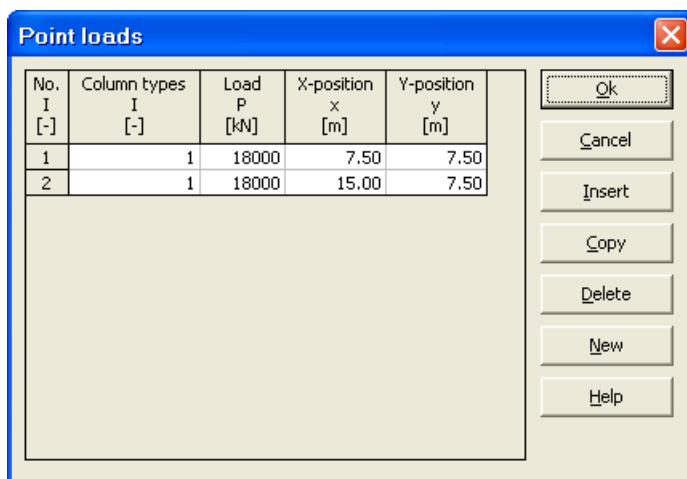 Point loads
No. Column types Load X-position Y-position
I I P x y
[-] [-] [kN] [m] [m]
1 1 18000 7.50 7.50
2 1 18000 15.00 7.50
Ok
Cancel
Insert
Copy
Delete
New
Help